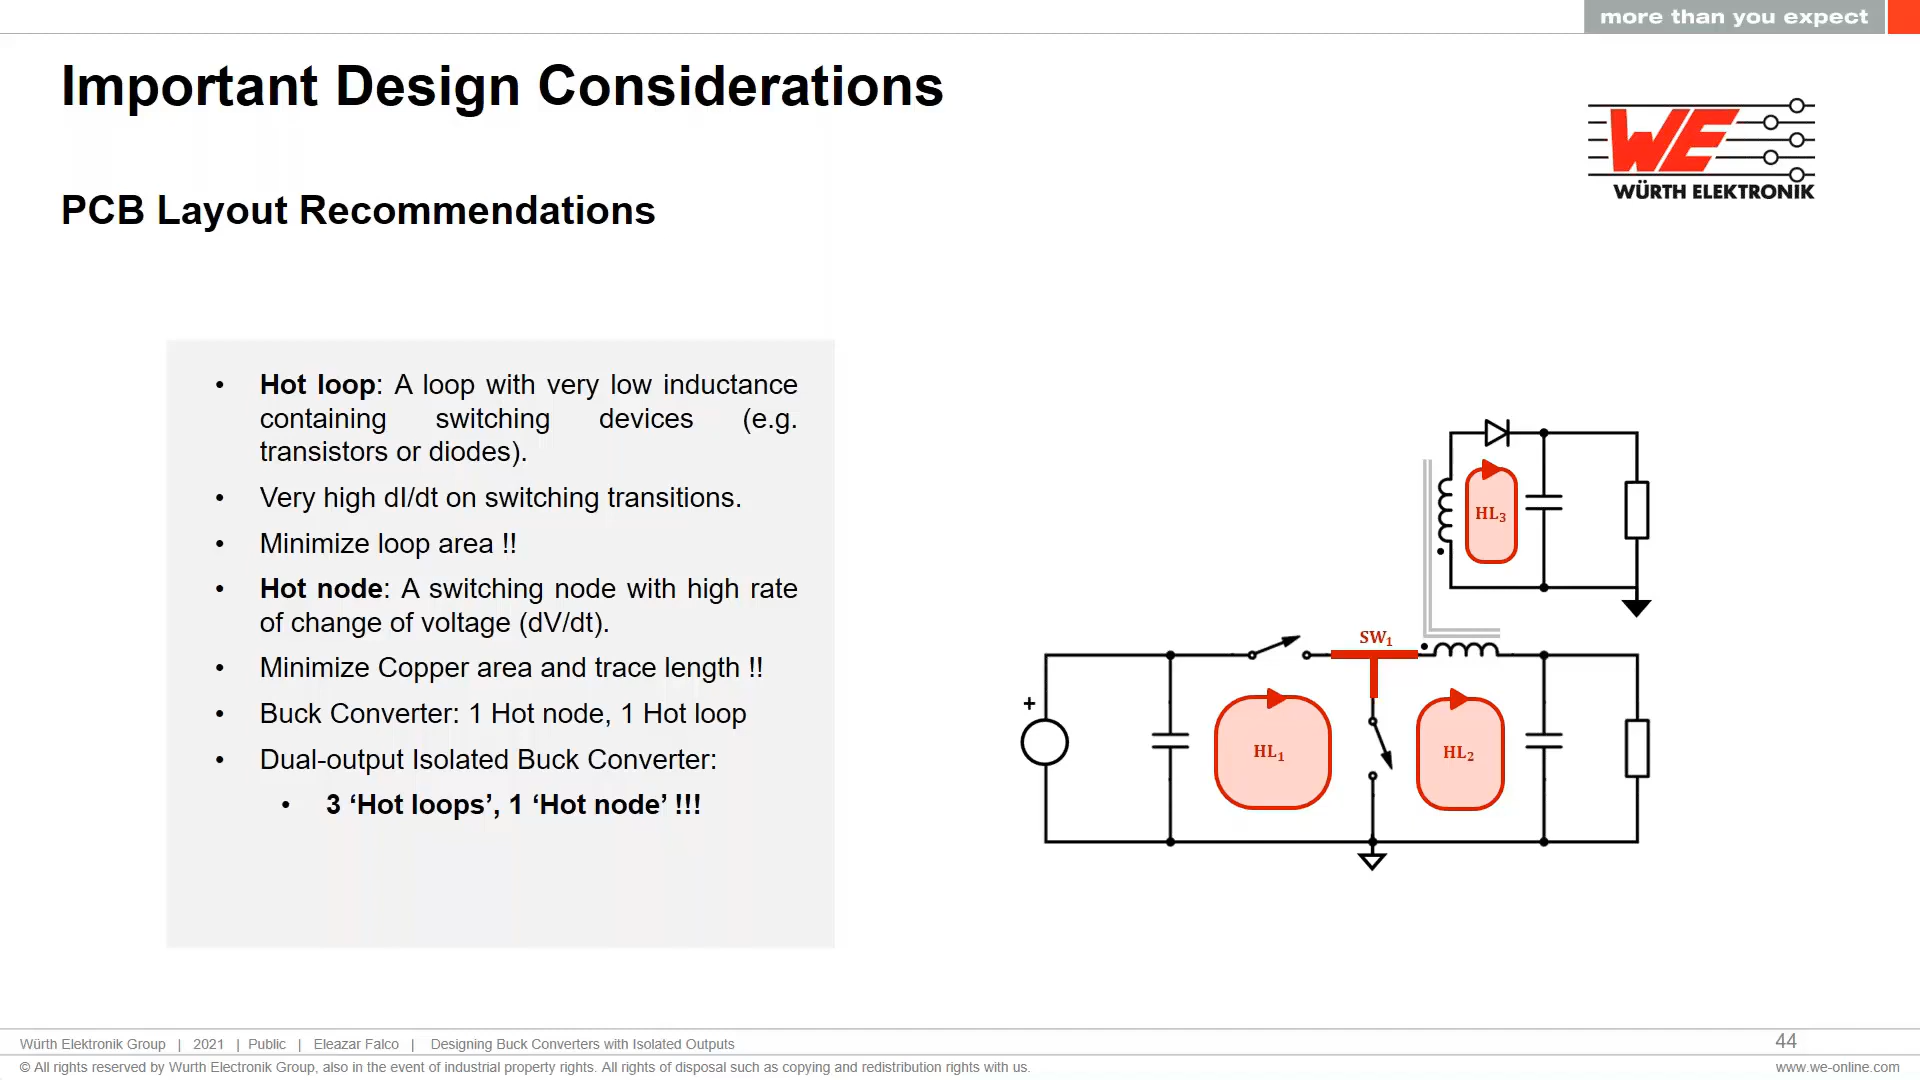 more than you expect
Important Design Considerations
WE
WÜRTH ELEKTRONIK
PCB Layout Recommendations
• Hot loop: A loop with very low inductance
containing switching devices (e.g.
transistors or diodes).
• Very high dI/dt on switching transitions.
• Minimize loop area !!
• Hot node: A switching node with high rate
of change of voltage (dV/dt).
• Minimize Copper area and trace length !!
• Buck Converter: 1 Hot node, 1 Hot loop
• Dual-output Isolated Buck Converter:
• 3 ‘Hot loops’, 1 ‘Hot node’ !!!
HL3
SW1
+
HL1
HL2
Würth Elektronik Group | 2021 | Public | Eleazar Falco | Designing Buck Converters with Isolated Outputs
44
© All rights reserved by Wurth Electronik Group, also in the event of industrial property rights. All rights of disposal such as copying and redistribution rights with us.
www.we-online.com